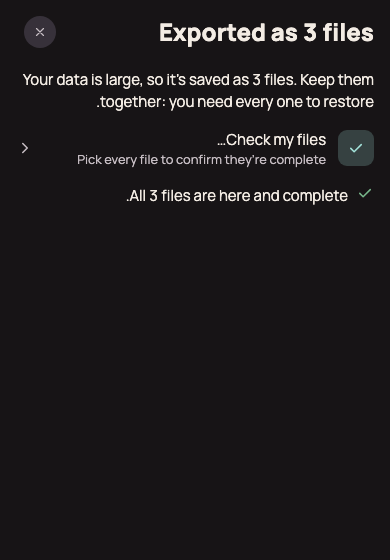 Exported as 3 files
Your data is large, so it's saved as 3 files. Keep them
together: you need every one to restore.
Check my files…
Pick every file to confirm they're complete
All 3 files are here and complete.